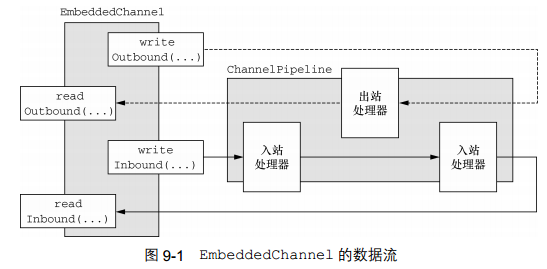 EmbeddedChannel
write
Outbound(...)
ChannelPipeline
出站
处理器
read
Outbound(...)
write
Inbound(...)
入站
处理器
入站
处理器
read
Inbound(...)
图 9-1 EmbeddedChannel 的数据流